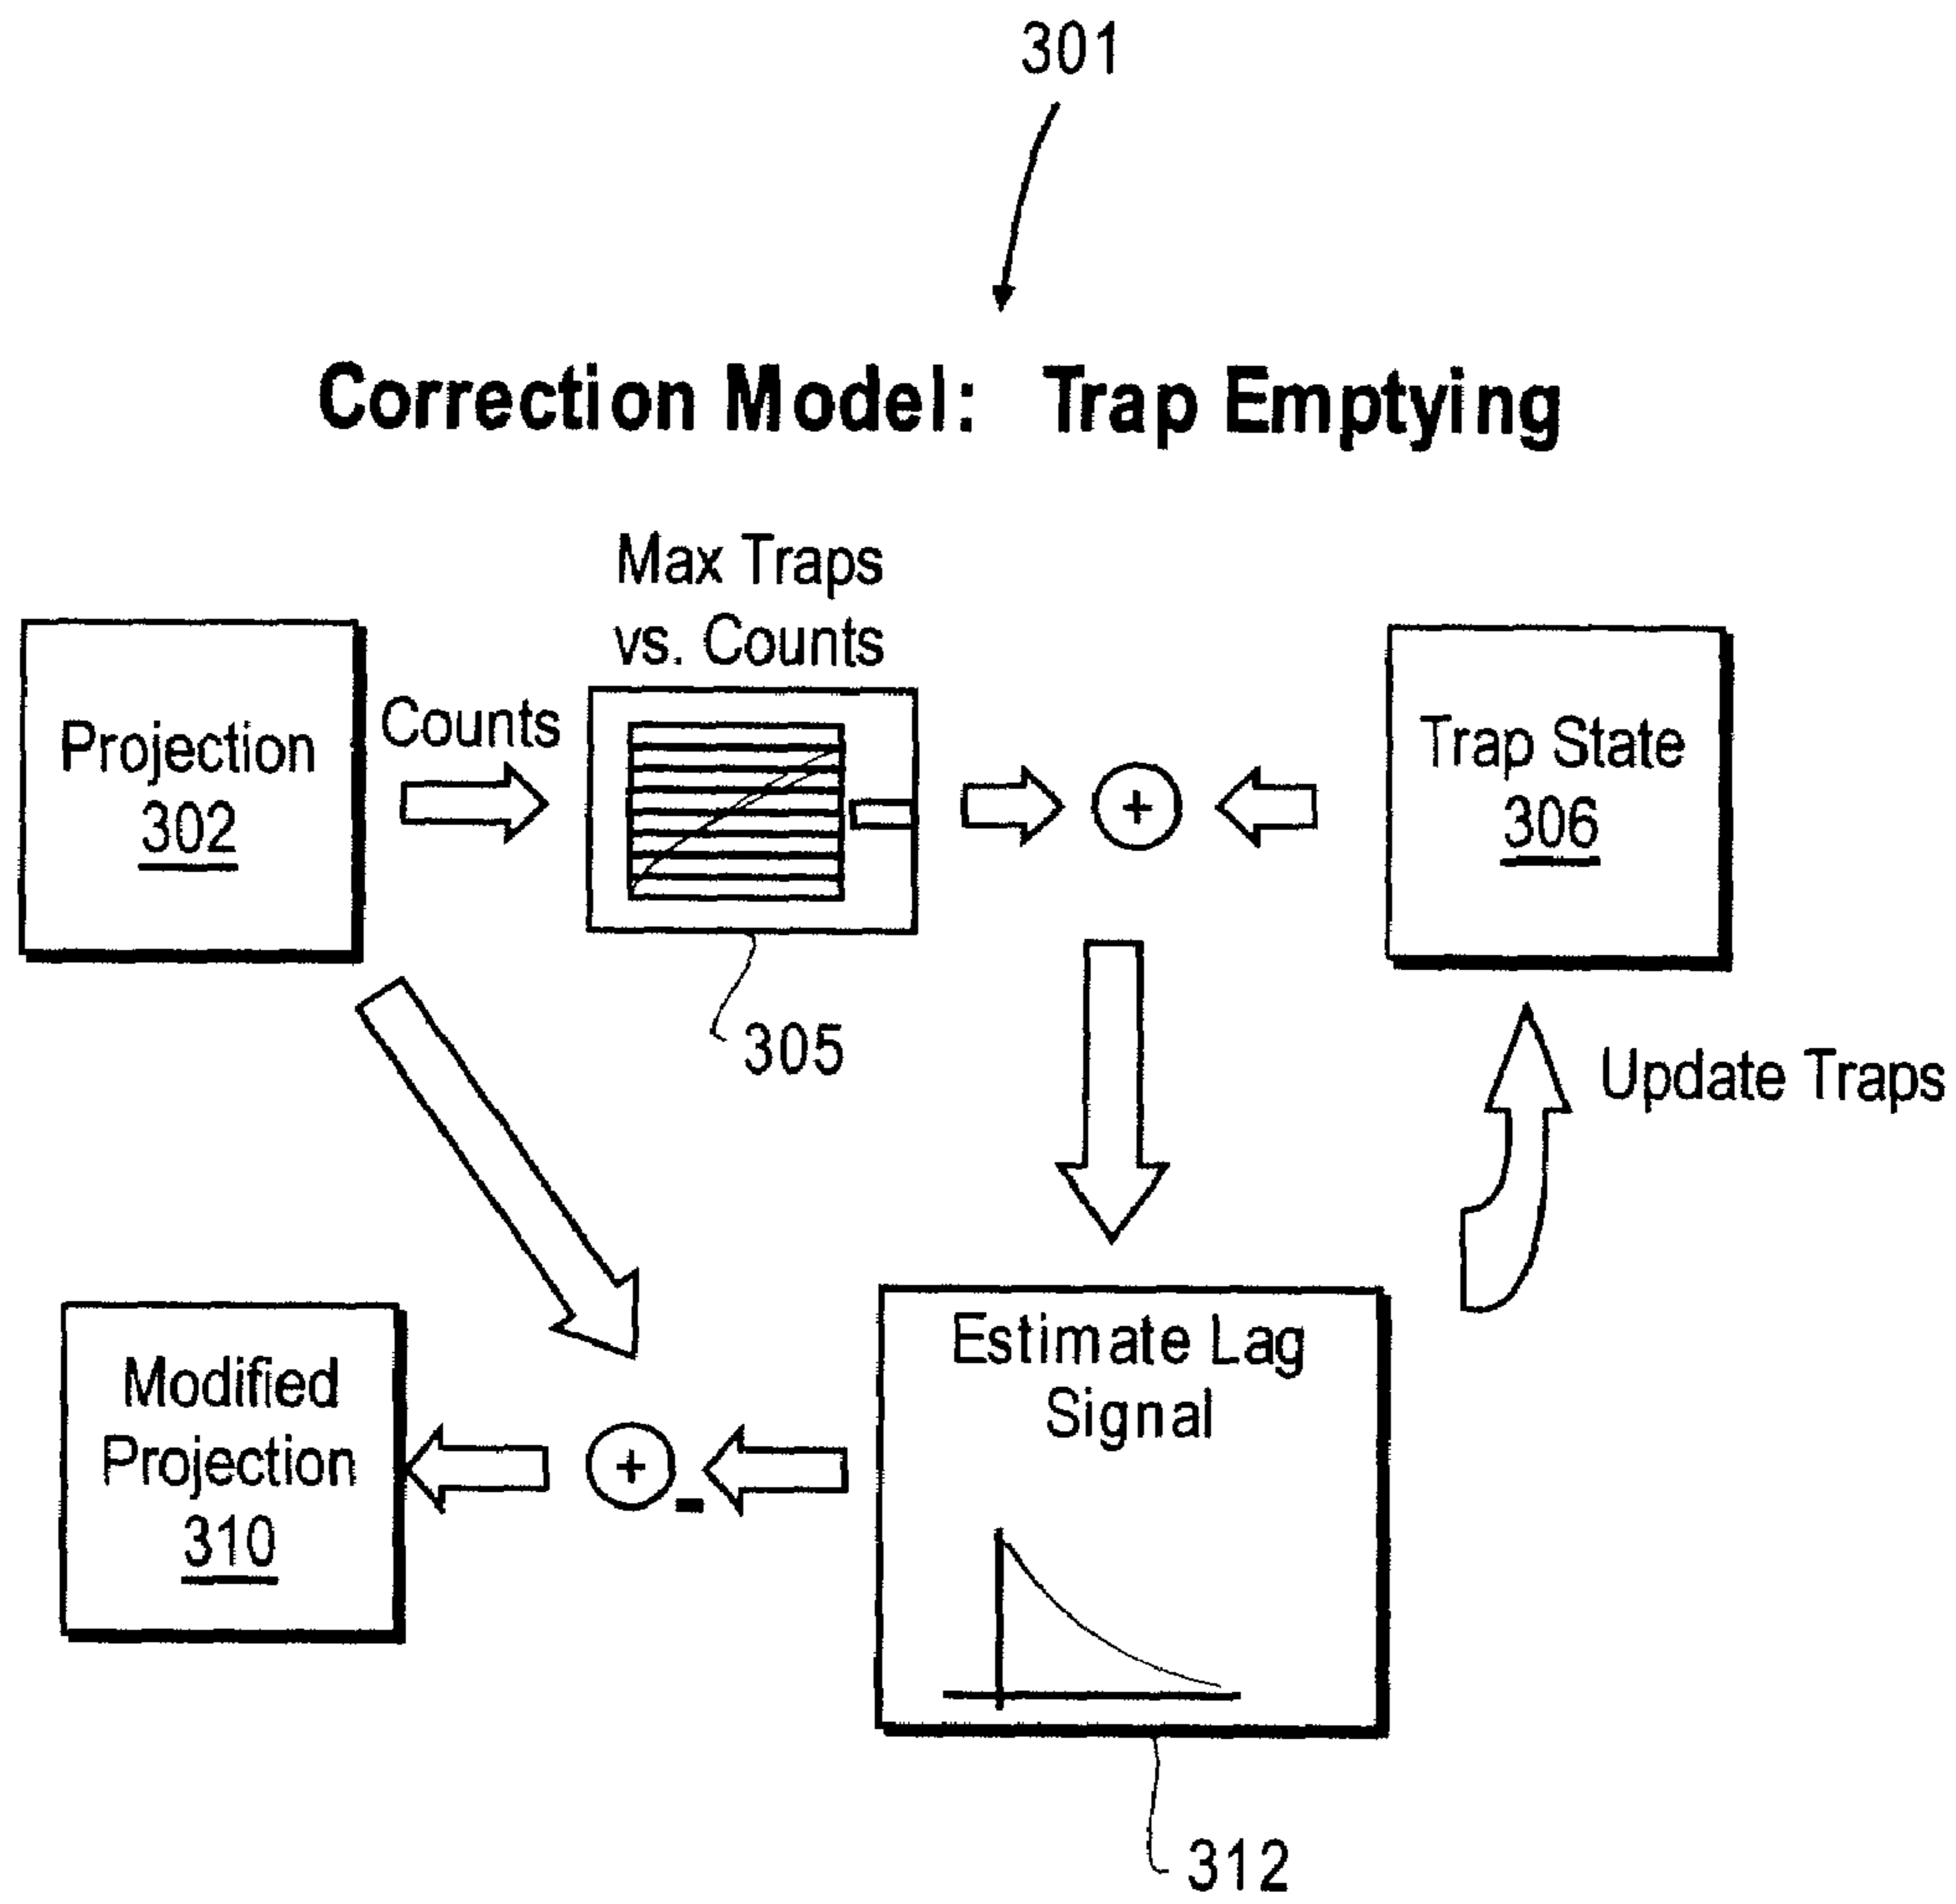 301
Correction Model: Trap Emptying
Max Traps
vs. Counts
Projection
302
Counts
+
Trap State
306
305
Update Traps
Estimate Lag
Signal
Modified
Projection
310
+
-
312